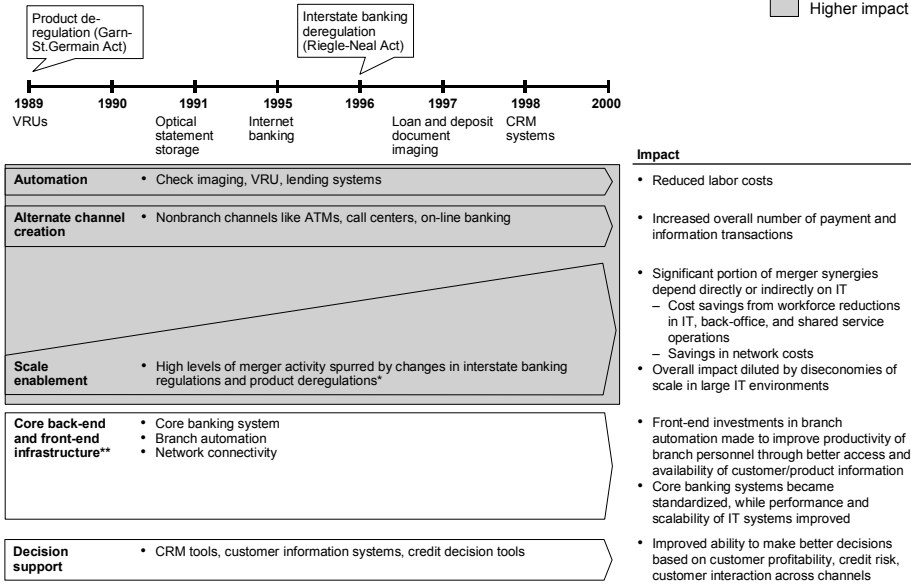 Higher impact
Product de-
regulation (Garn-
St.Germain Act)
Interstate banking
deregulation
(Riegle-Neal Act)
1989
1990
1991
1995
1996
1997
1998
2000
VRUs
Optical
statement
storage
Internet
banking
Loan and deposit
document
imaging
CRM
systems
Impact
Automation
• Check imaging, VRU, lending systems
• Reduced labor costs
Alternate channel
creation
• Nonbranch channels like ATMs, call centers, on-line banking
• Increased overall number of payment and
information transactions
Scale
enablement
• High levels of merger activity spurred by changes in interstate banking
regulations and product deregulations*
• Significant portion of merger synergies
depend directly or indirectly on IT
– Cost savings from workforce reductions
in IT, back-office, and shared service
operations
– Savings in network costs
• Overall impact diluted by diseconomies of
scale in large IT environments
Core back-end
and front-end
infrastructure**
• Core banking system
• Branch automation
• Network connectivity
• Front-end investments in branch
automation made to improve productivity of
branch personnel through better access and
availability of customer/product information
• Core banking systems became
standardized, while performance and
scalability of IT systems improved
Decision
support
• CRM tools, customer information systems, credit decision tools
• Improved ability to make better decisions
based on customer profitability, credit risk,
customer interaction across channels